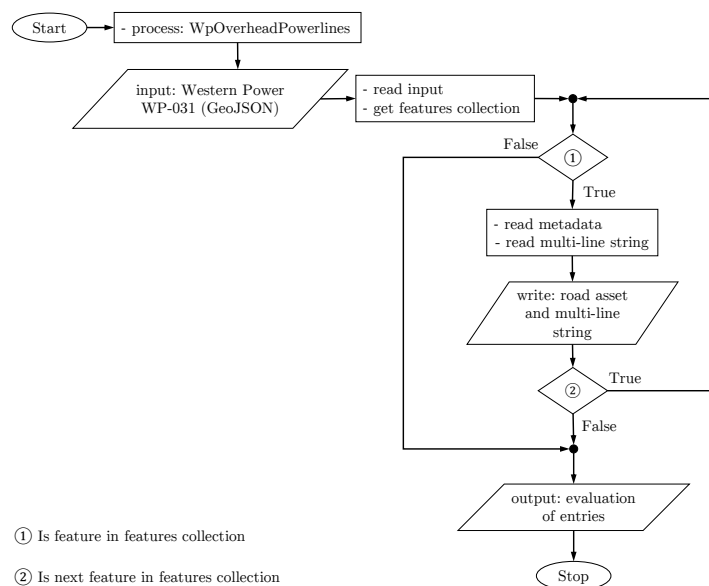 Start
- process: WpOverheadPowerlines
input: Western Power
WP-031 (GeoJSON)
- read input
- get features collection
False
①
True
- read metadata
- read multi-line string
write: road asset
and multi-line
string
②
True
False
output: evaluation
of entries
Stop
① Is feature in features collection
② Is next feature in features collection